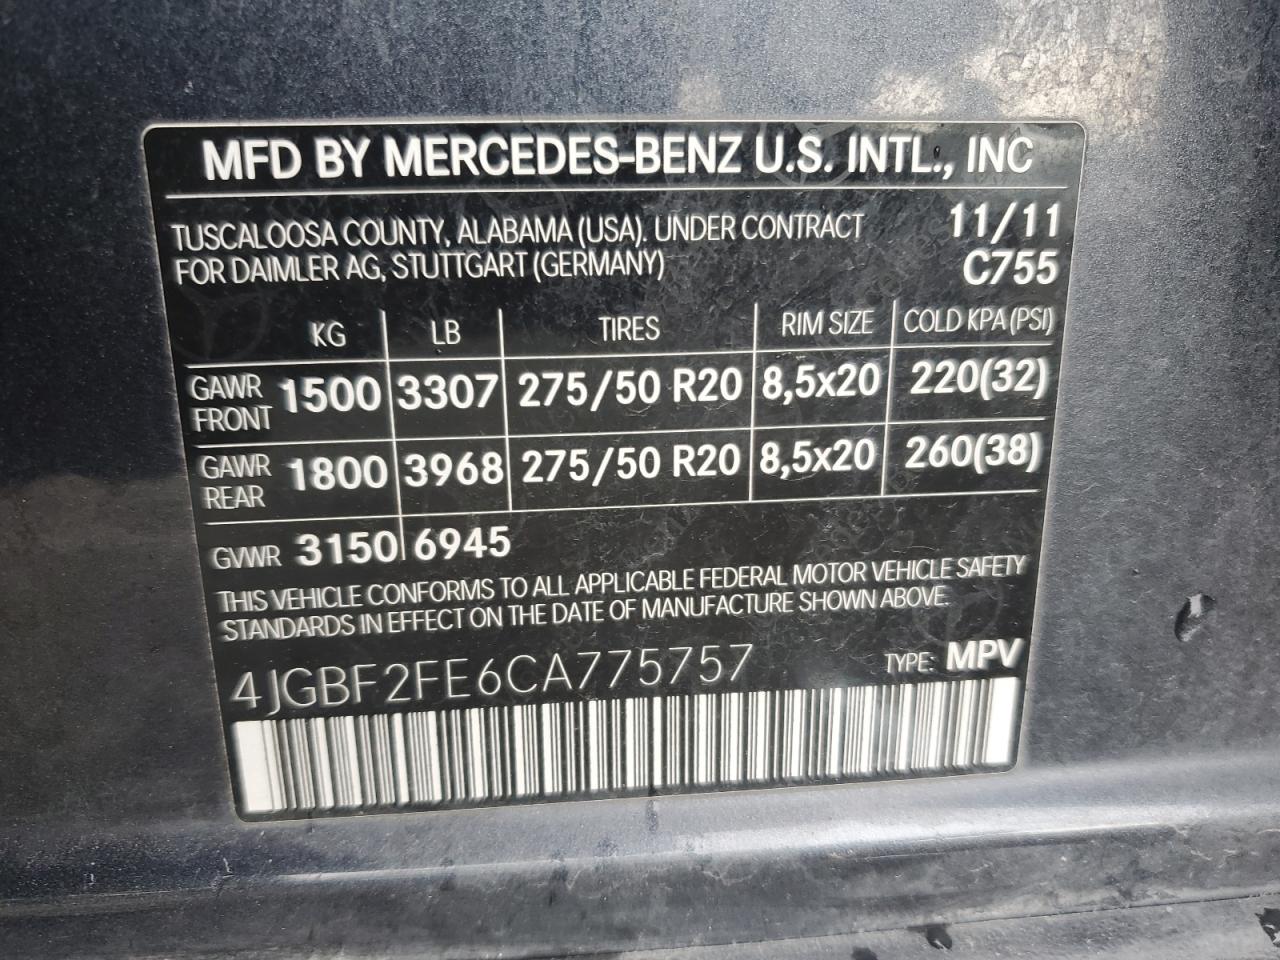 MFD BY MERCEDES-BENZ U.S. INTL., INC
TUSCALOOSA COUNTY, ALABAMA (USA). UNDER CONTRACT 11/11
FOR DAIMLER AG, STUTTGART (GERMANY) C755
KG LB TIRES RIM SIZE COLD KPA (PSI)
GAWR FRONT 1500 3307 275/50 R20 8,5x20 220(32)
GAWR REAR 1800 3968 275/50 R20 8,5x20 260(38)
GVWR 3150 6945
THIS VEHICLE CONFORMS TO ALL APPLICABLE FEDERAL MOTOR VEHICLE SAFETY
STANDARDS IN EFFECT ON THE DATE OF MANUFACTURE SHOWN ABOVE.
4JGBF2FE6CA775757 TYPE: MPV